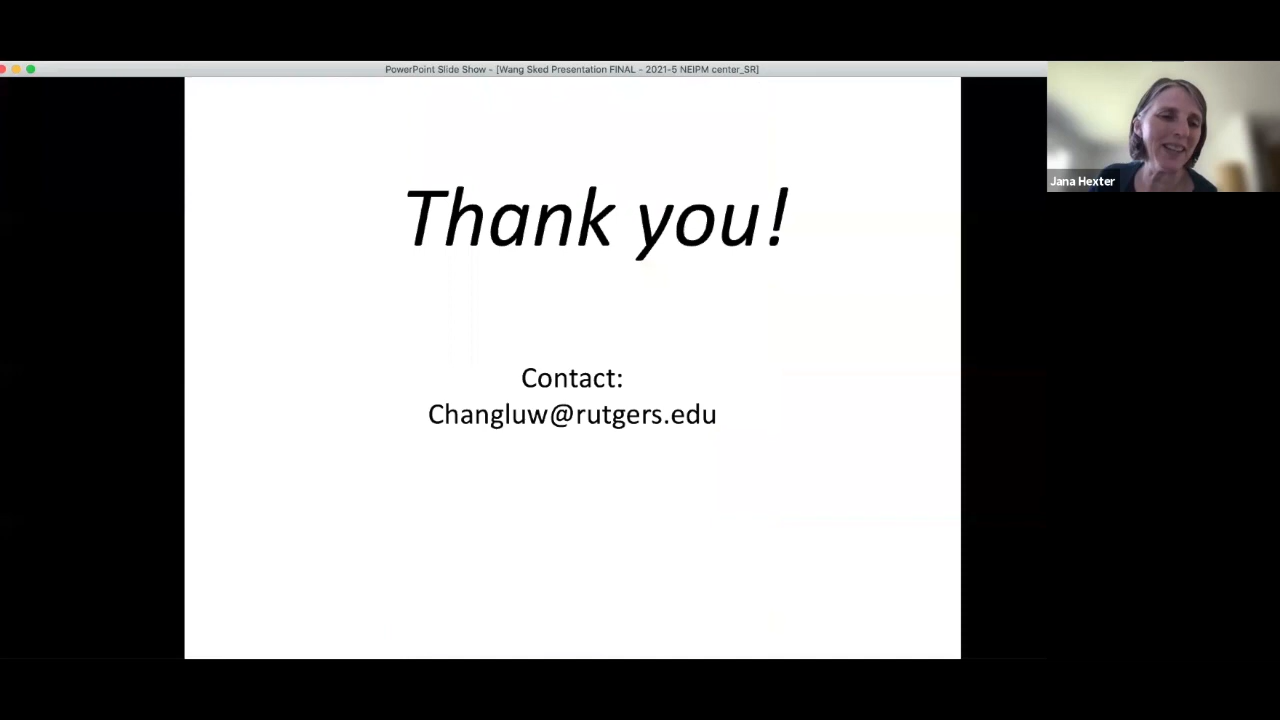 PowerPoint Slide Show - [Wang Sked Presentation FINAL - 2021-5 NEIPM center_SR]
Jana Hexter
Thank you!
Contact:
Changluw@rutgers.edu